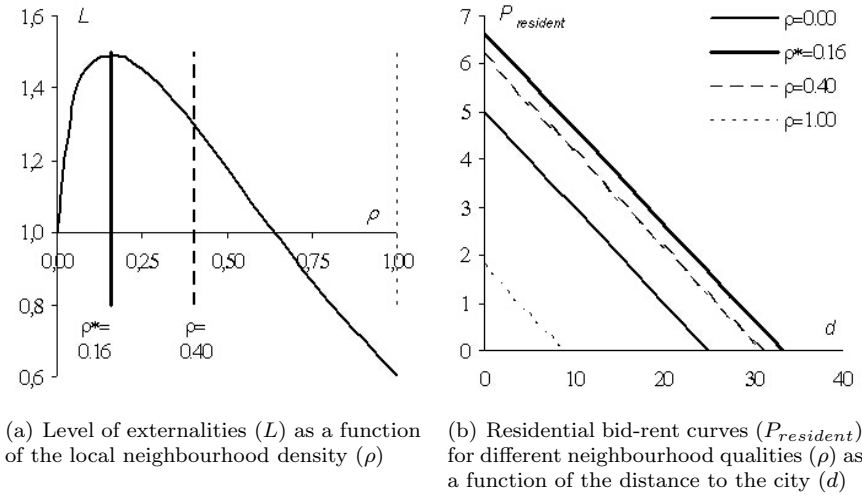 L
1,6
1,4
1,2
1,0
0,8
0,6
0,00
0,25
0,50
0,75
1,00
ρ
ρ*=
0.16
ρ=
0.40
(a) Level of externalities (L) as a function
of the local neighbourhood density (ρ)
P resident
7
6
5
4
3
2
1
0
0
10
20
30
40
d
ρ=0.00
ρ*=0.16
ρ=0.40
ρ=1.00
(b) Residential bid-rent curves (President)
for different neighbourhood qualities (ρ) as
a function of the distance to the city (d)